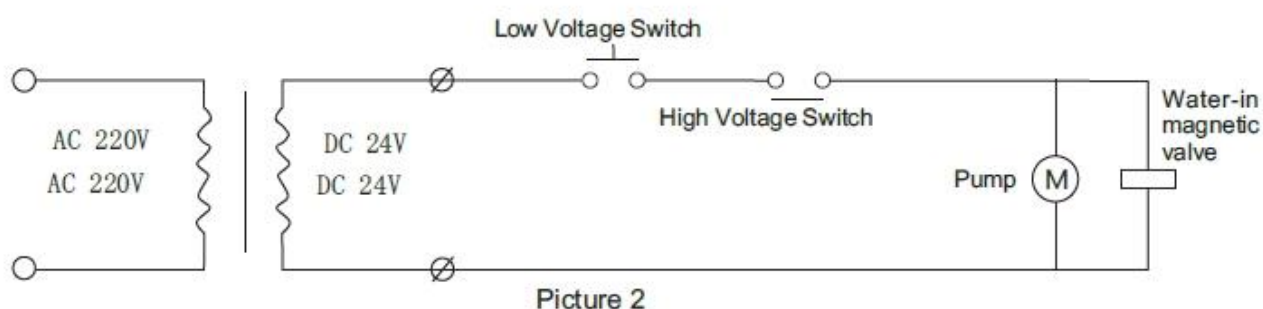 Low Voltage Switch
High Voltage Switch
Water-in
magnetic
valve
AC 220V
AC 220V
DC 24V
DC 24V
Pump
M
Picture 2